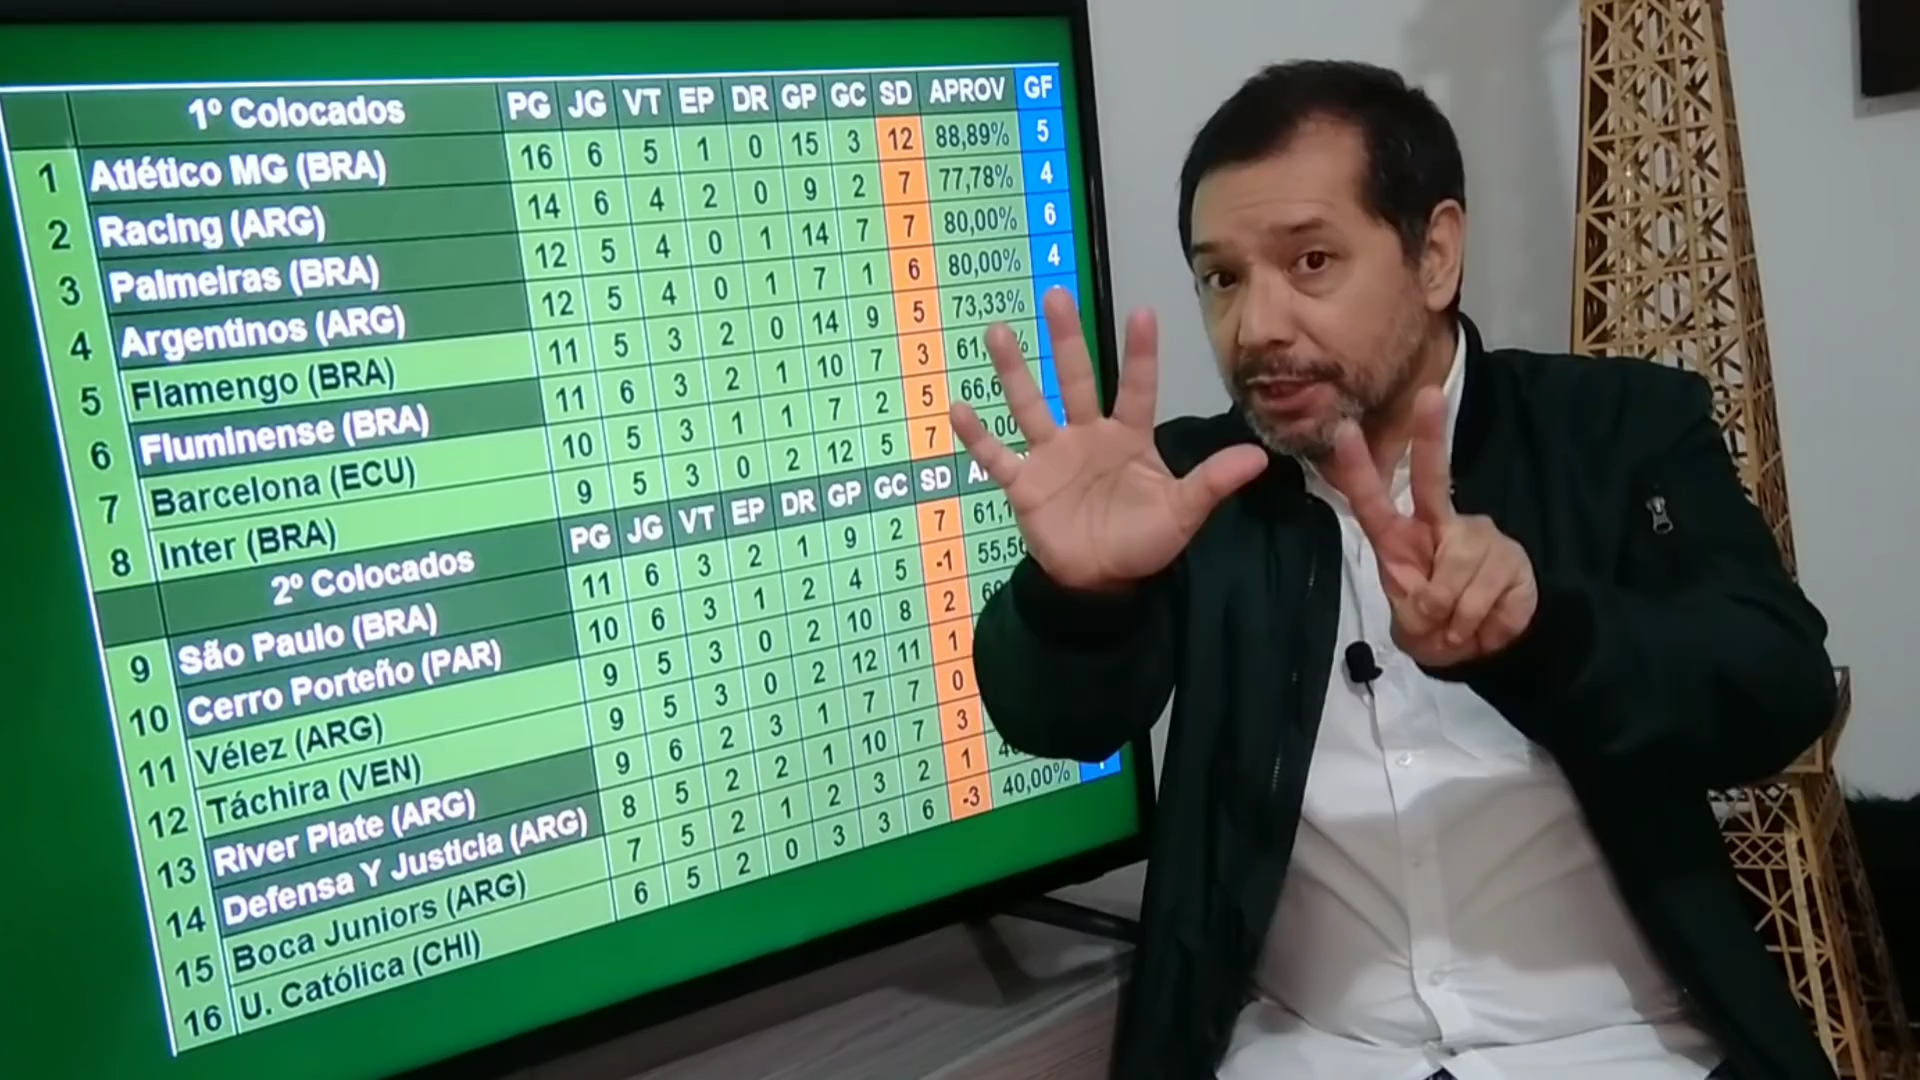 1º Colocados PG JG VT EP DR GP GC SD APROV GF
1 Atlético MG (BRA) 16 6 5 1 0 15 3 12 88,89% 5
2 Racing (ARG) 14 6 4 2 0 9 2 7 77,78% 4
3 Palmeiras (BRA) 12 5 4 0 1 14 7 7 80,00% 6
4 Argentinos (ARG) 12 5 4 0 1 7 1 6 80,00% 4
5 Flamengo (BRA) 11 5 3 2 0 14 9 5 73,33%
6 Fluminense (BRA) 11 6 3 2 1 10 7 3
7 Barcelona (ECU) 10 5 3 1 1 7 2 5
8 Inter (BRA) 9 5 3 0 2 12 5 7
2º Colocados PG JG VT EP DR GP GC SD
9 São Paulo (BRA) 11 6 3 2 1 9 2 7
10 Cerro Porteño (PAR) 10 6 3 1 2 4 5 -1
11 Vélez (ARG) 9 5 3 0 2 10 8 2
12 Táchira (VEN) 9 5 3 0 2 12 11 1
13 River Plate (ARG) 9 6 2 3 1 7 7 0
14 Defensa Y Justicia (ARG) 8 5 2 2 1 10 7 3
15 Boca Juniors (ARG) 7 5 2 1 2 3 2 1
16 U. Católica (CHI) 6 5 2 0 3 3 6 -3 40,00%